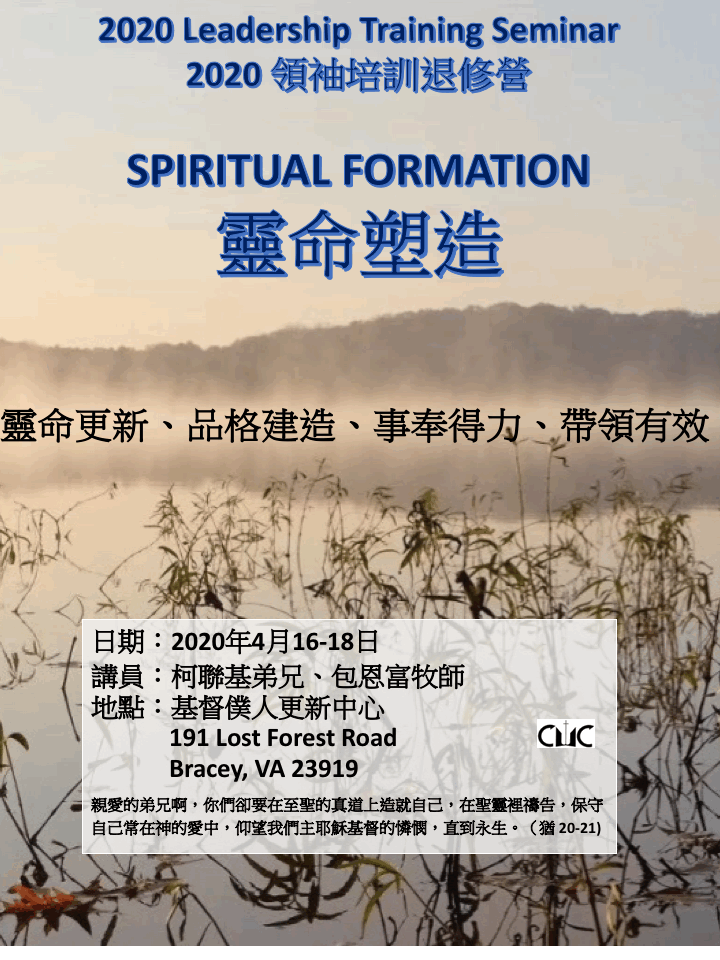 2020 Leadership Training Seminar
2020 領袖培訓退修營
SPIRITUAL FORMATION
靈命塑造
靈命更新、品格建造、事奉得力、帶領有效
日期：2020年4月16-18日
講員：柯聯基弟兄、包恩富牧師
地點：基督僕人更新中心
191 Lost Forest Road
Bracey, VA 23919
親愛的弟兄啊，你們卻要在至聖的真道上造就自己，在聖靈裡禱告，保守
自己常在神的愛中，仰望我們主耶穌基督的憐憫，直到永生。（猶 20-21)